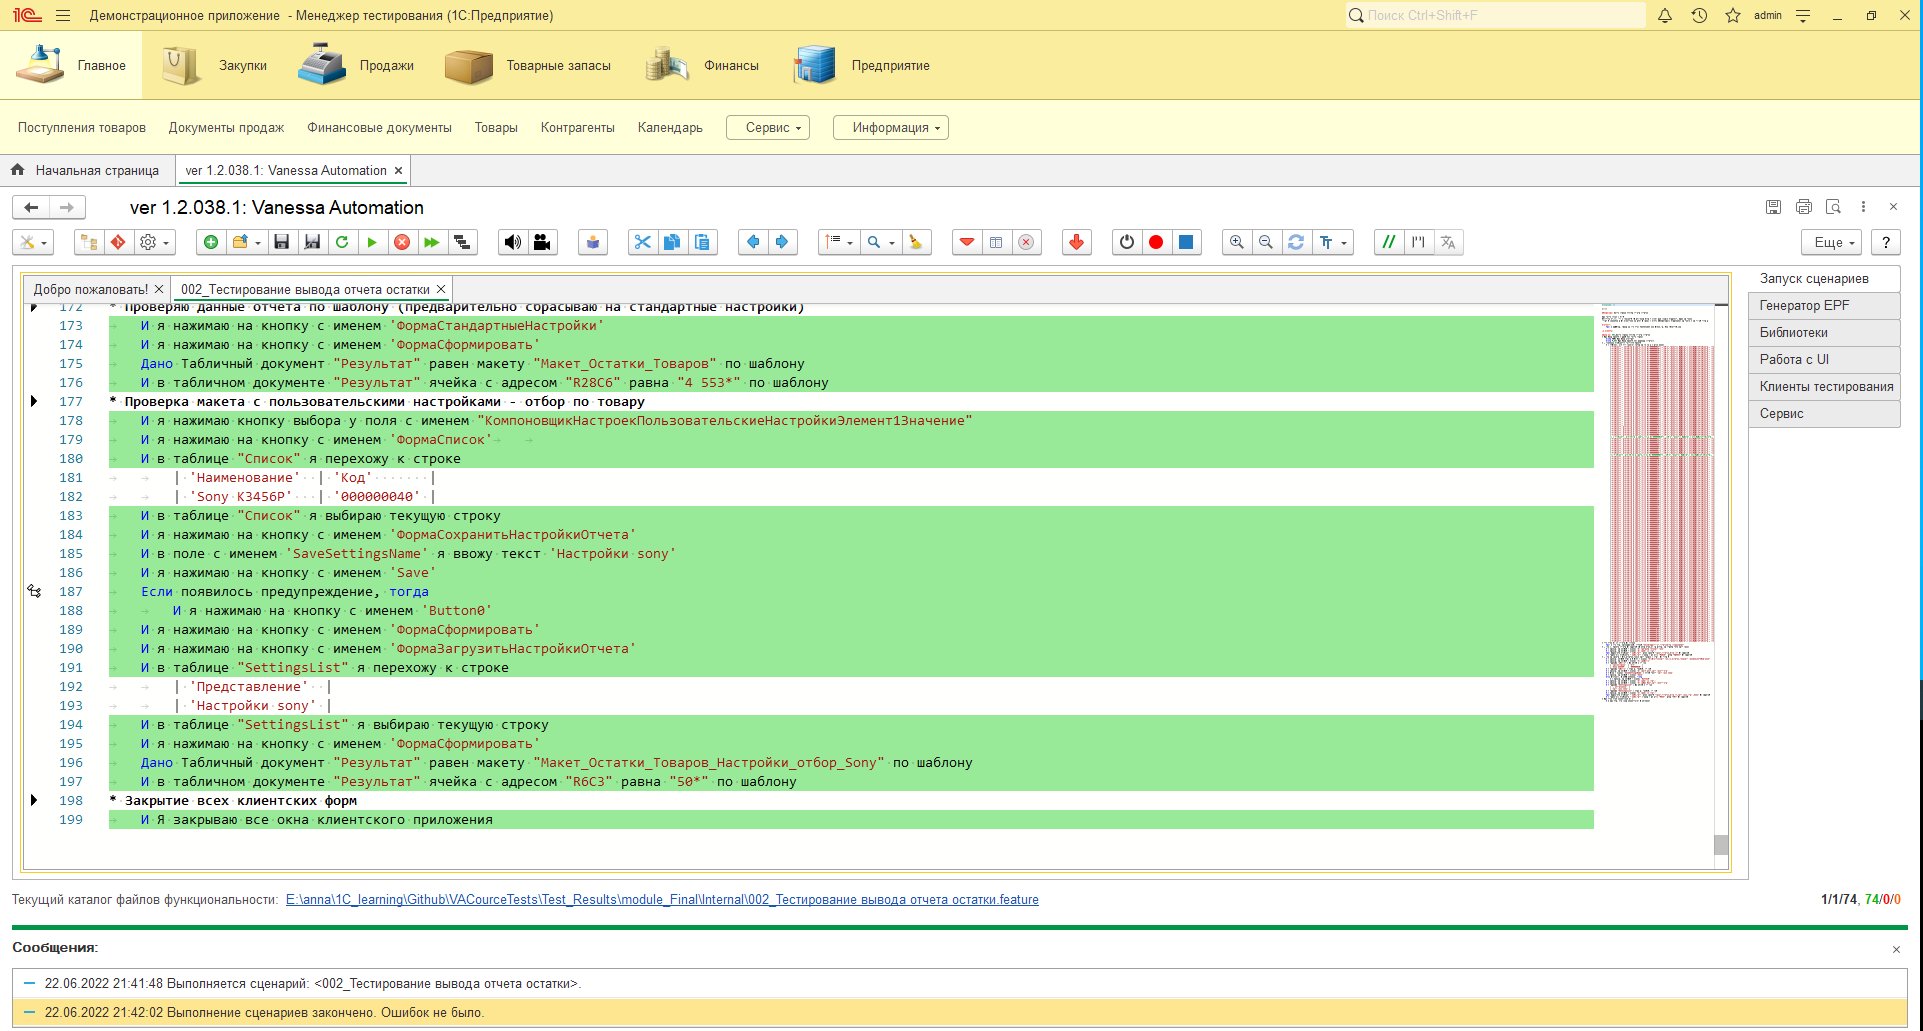 Демонстрационное приложение - Менеджер тестирования (1С:Предприятие)
Поиск Ctrl+Shift+F
admin
Главное
Закупки
Продажи
Товарные запасы
Финансы
Предприятие
Поступления товаров Документы продаж Финансовые документы Товары Контрагенты Календарь Сервис Информация
Начальная страница
ver 1.2.038.1: Vanessa Automation
ver 1.2.038.1: Vanessa Automation
Еще
?
Добро пожаловать!
002_Тестирование вывода отчета остатки
172 * Проверяю данные отчета по шаблону (предварительно сбрасываю на стандартные настройки)
173 И я нажимаю на кнопку с именем 'ФормаСтандартныеНастройки'
174 И я нажимаю на кнопку с именем 'ФормаСформировать'
175 Дано Табличный документ "Результат" равен макету "Макет_Остатки_Товаров" по шаблону
176 И в табличном документе "Результат" ячейка с адресом "R28C6" равна "4 553*" по шаблону
177 * Проверка макета с пользовательскими настройками - отбор по товару
178 И я нажимаю кнопку выбора у поля с именем "КомпоновщикНастроекПользовательскиеНастройкиЭлемент1Значение"
179 И я нажимаю на кнопку с именем 'ФормаСписок'
180 И в таблице "Список" я перехожу к строке
181 | 'Наименование' | 'Код' |
182 | 'Sony K3456P' | '000000040' |
183 И в таблице "Список" я выбираю текущую строку
184 И я нажимаю на кнопку с именем 'ФормаСохранитьНастройкиОтчета'
185 И в поле с именем 'SaveSettingsName' я ввожу текст 'Настройки sony'
186 И я нажимаю на кнопку с именем 'Save'
187 Если появилось предупреждение, тогда
188 И я нажимаю на кнопку с именем 'Button0'
189 И я нажимаю на кнопку с именем 'ФормаСформировать'
190 И я нажимаю на кнопку с именем 'ФормаЗагрузитьНастройкиОтчета'
191 И в таблице "SettingsList" я перехожу к строке
192 | 'Представление' |
193 | 'Настройки sony' |
194 И в таблице "SettingsList" я выбираю текущую строку
195 И я нажимаю на кнопку с именем 'ФормаСформировать'
196 Дано Табличный документ "Результат" равен макету "Макет_Остатки_Товаров_Настройки_отбор_Sony" по шаблону
197 И в табличном документе "Результат" ячейка с адресом "R6C3" равна "50*" по шаблону
198 * Закрытие всех клиентских форм
199 И Я закрываю все окна клиентского приложения
Запуск сценариев
Генератор EPF
Библиотеки
Работа с UI
Клиенты тестирования
Сервис
Текущий каталог файлов функциональности: E:\anna\1C_learning\Github\VACourceTests\Test_Results\module_Final\Internal\002_Тестирование вывода отчета остатки.feature
1/1/74, 74/0/0
Сообщения:
22.06.2022 21:41:48 Выполняется сценарий: <002_Тестирование вывода отчета остатки>.
22.06.2022 21:42:02 Выполнение сценариев закончено. Ошибок не было.